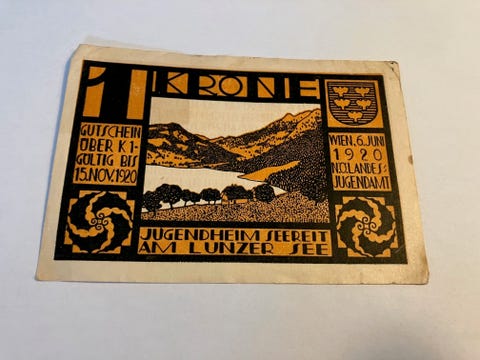 1 KRONE
GUTSCHEIN
ÜBER K 1-
GÜLTIG BIS
15.NOV.1920
WIEN, 6. JUNI
1920
N.Ö. LANDES-
JUGENDAMT
JUGENDHEIM SEEREIT
AM LUNZER SEE